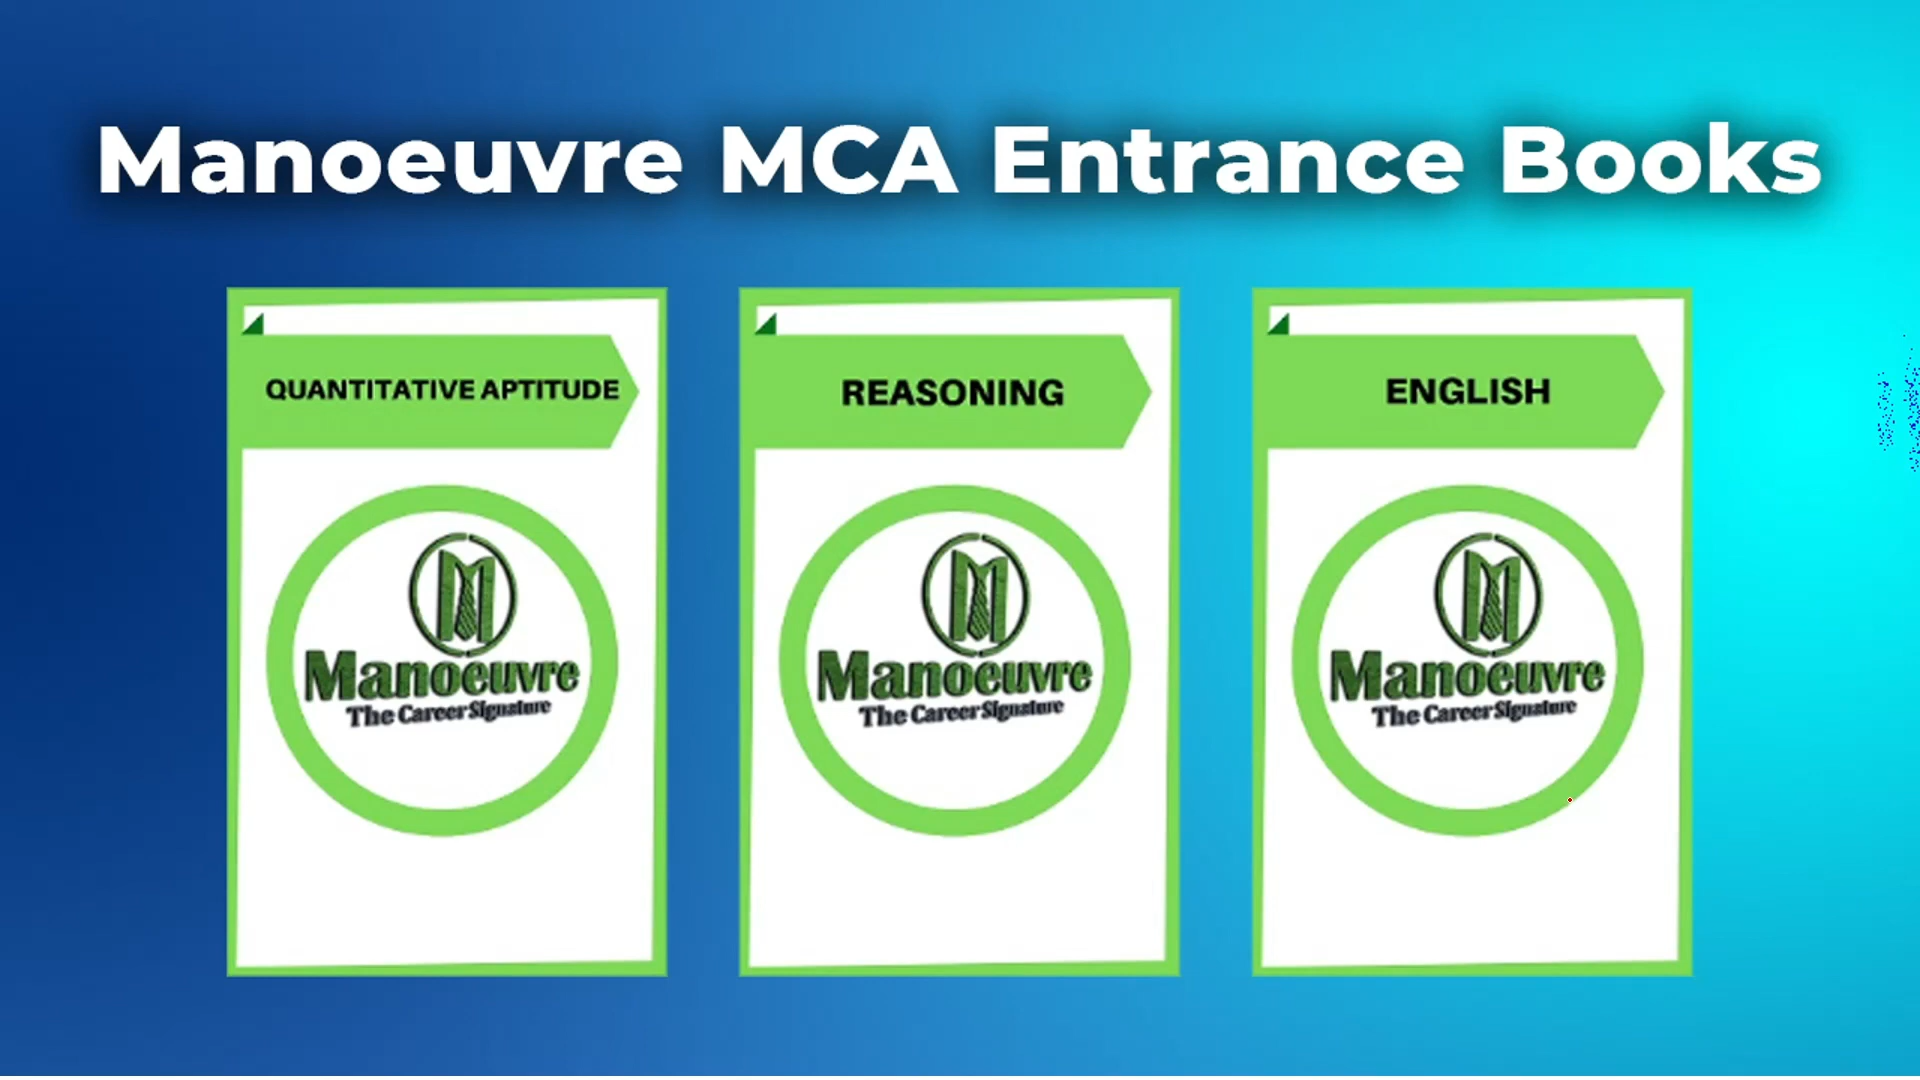 Manoeuvre MCA Entrance Books
QUANTITATIVE APTITUDE
Manoeuvre
The Career Signature
REASONING
Manoeuvre
The Career Signature
ENGLISH
Manoeuvre
The Career Signature